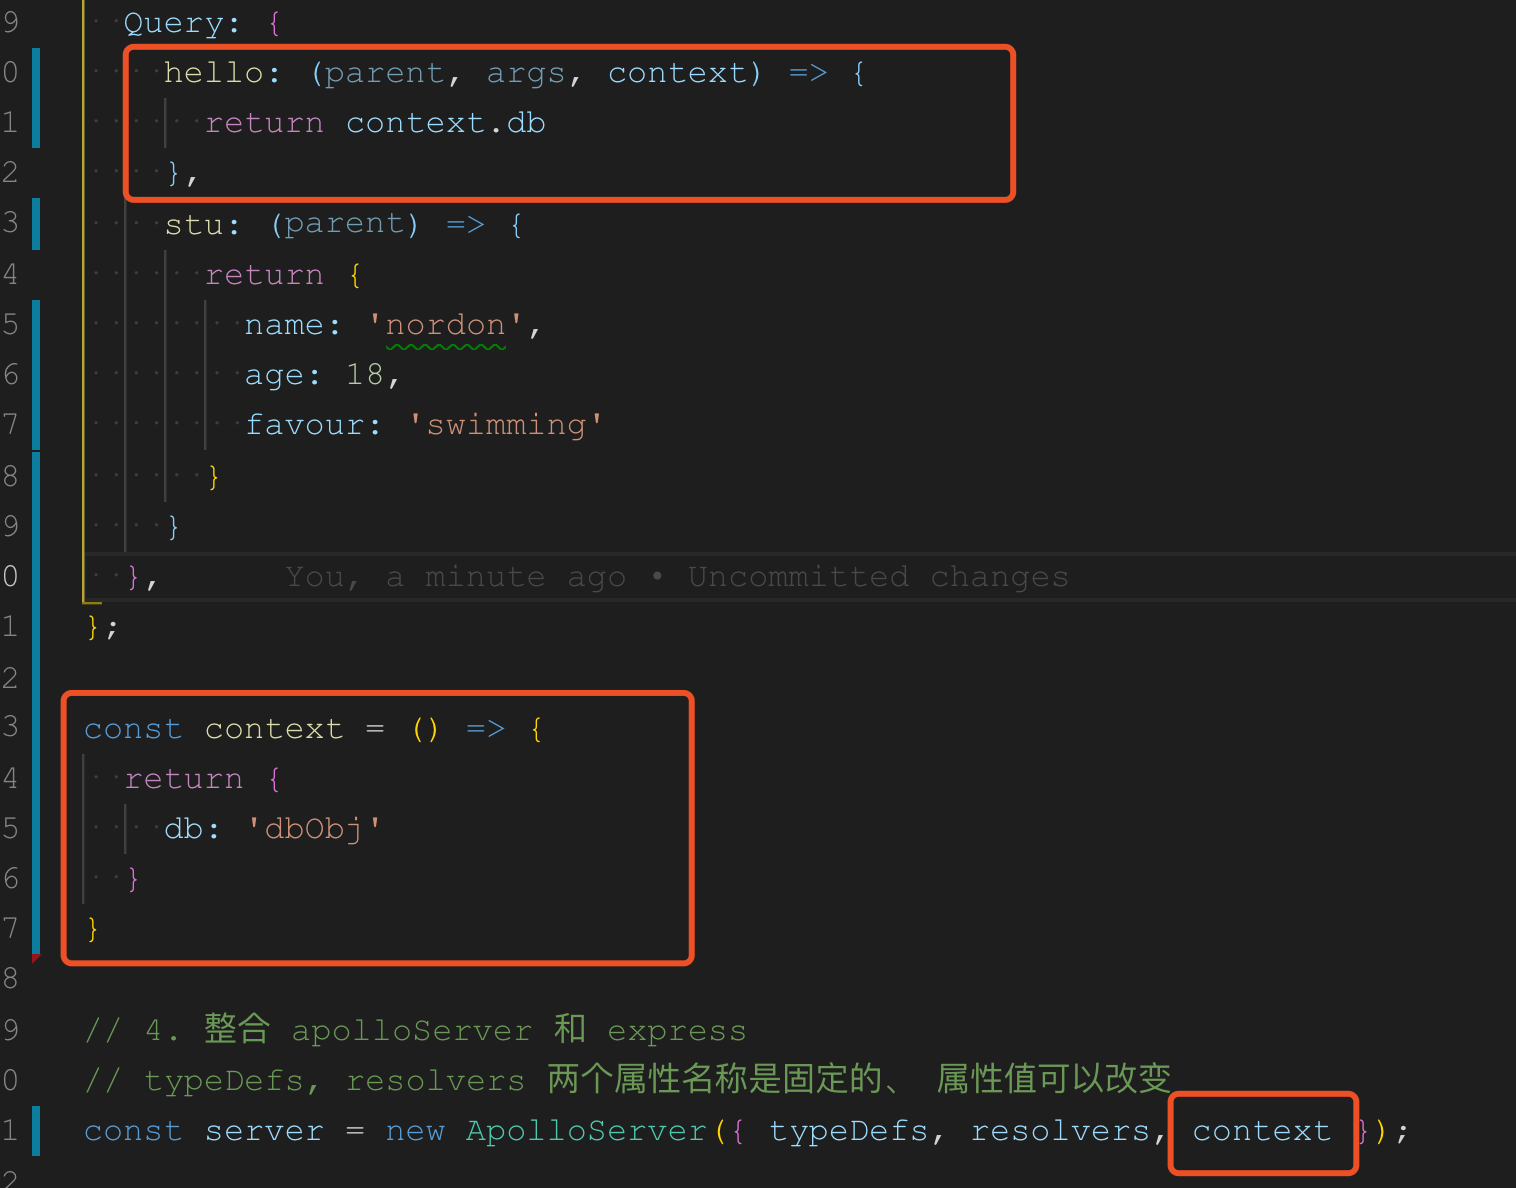 9 Query: {
0 hello: (parent, args, context) => {
1 return context.db
2 },
3 stu: (parent) => {
4 return {
5 name: 'nordon',
6 age: 18,
7 favour: 'swimming'
8 }
9 }
0 }, You, a minute ago • Uncommitted changes
1 };
2
3 const context = () => {
4 return {
5 db: 'dbObj'
6 }
7 }
8
9 // 4. 整合 apolloServer 和 express
0 // typeDefs, resolvers 两个属性名称是固定的、 属性值可以改变
1 const server = new ApolloServer({ typeDefs, resolvers, context });
2